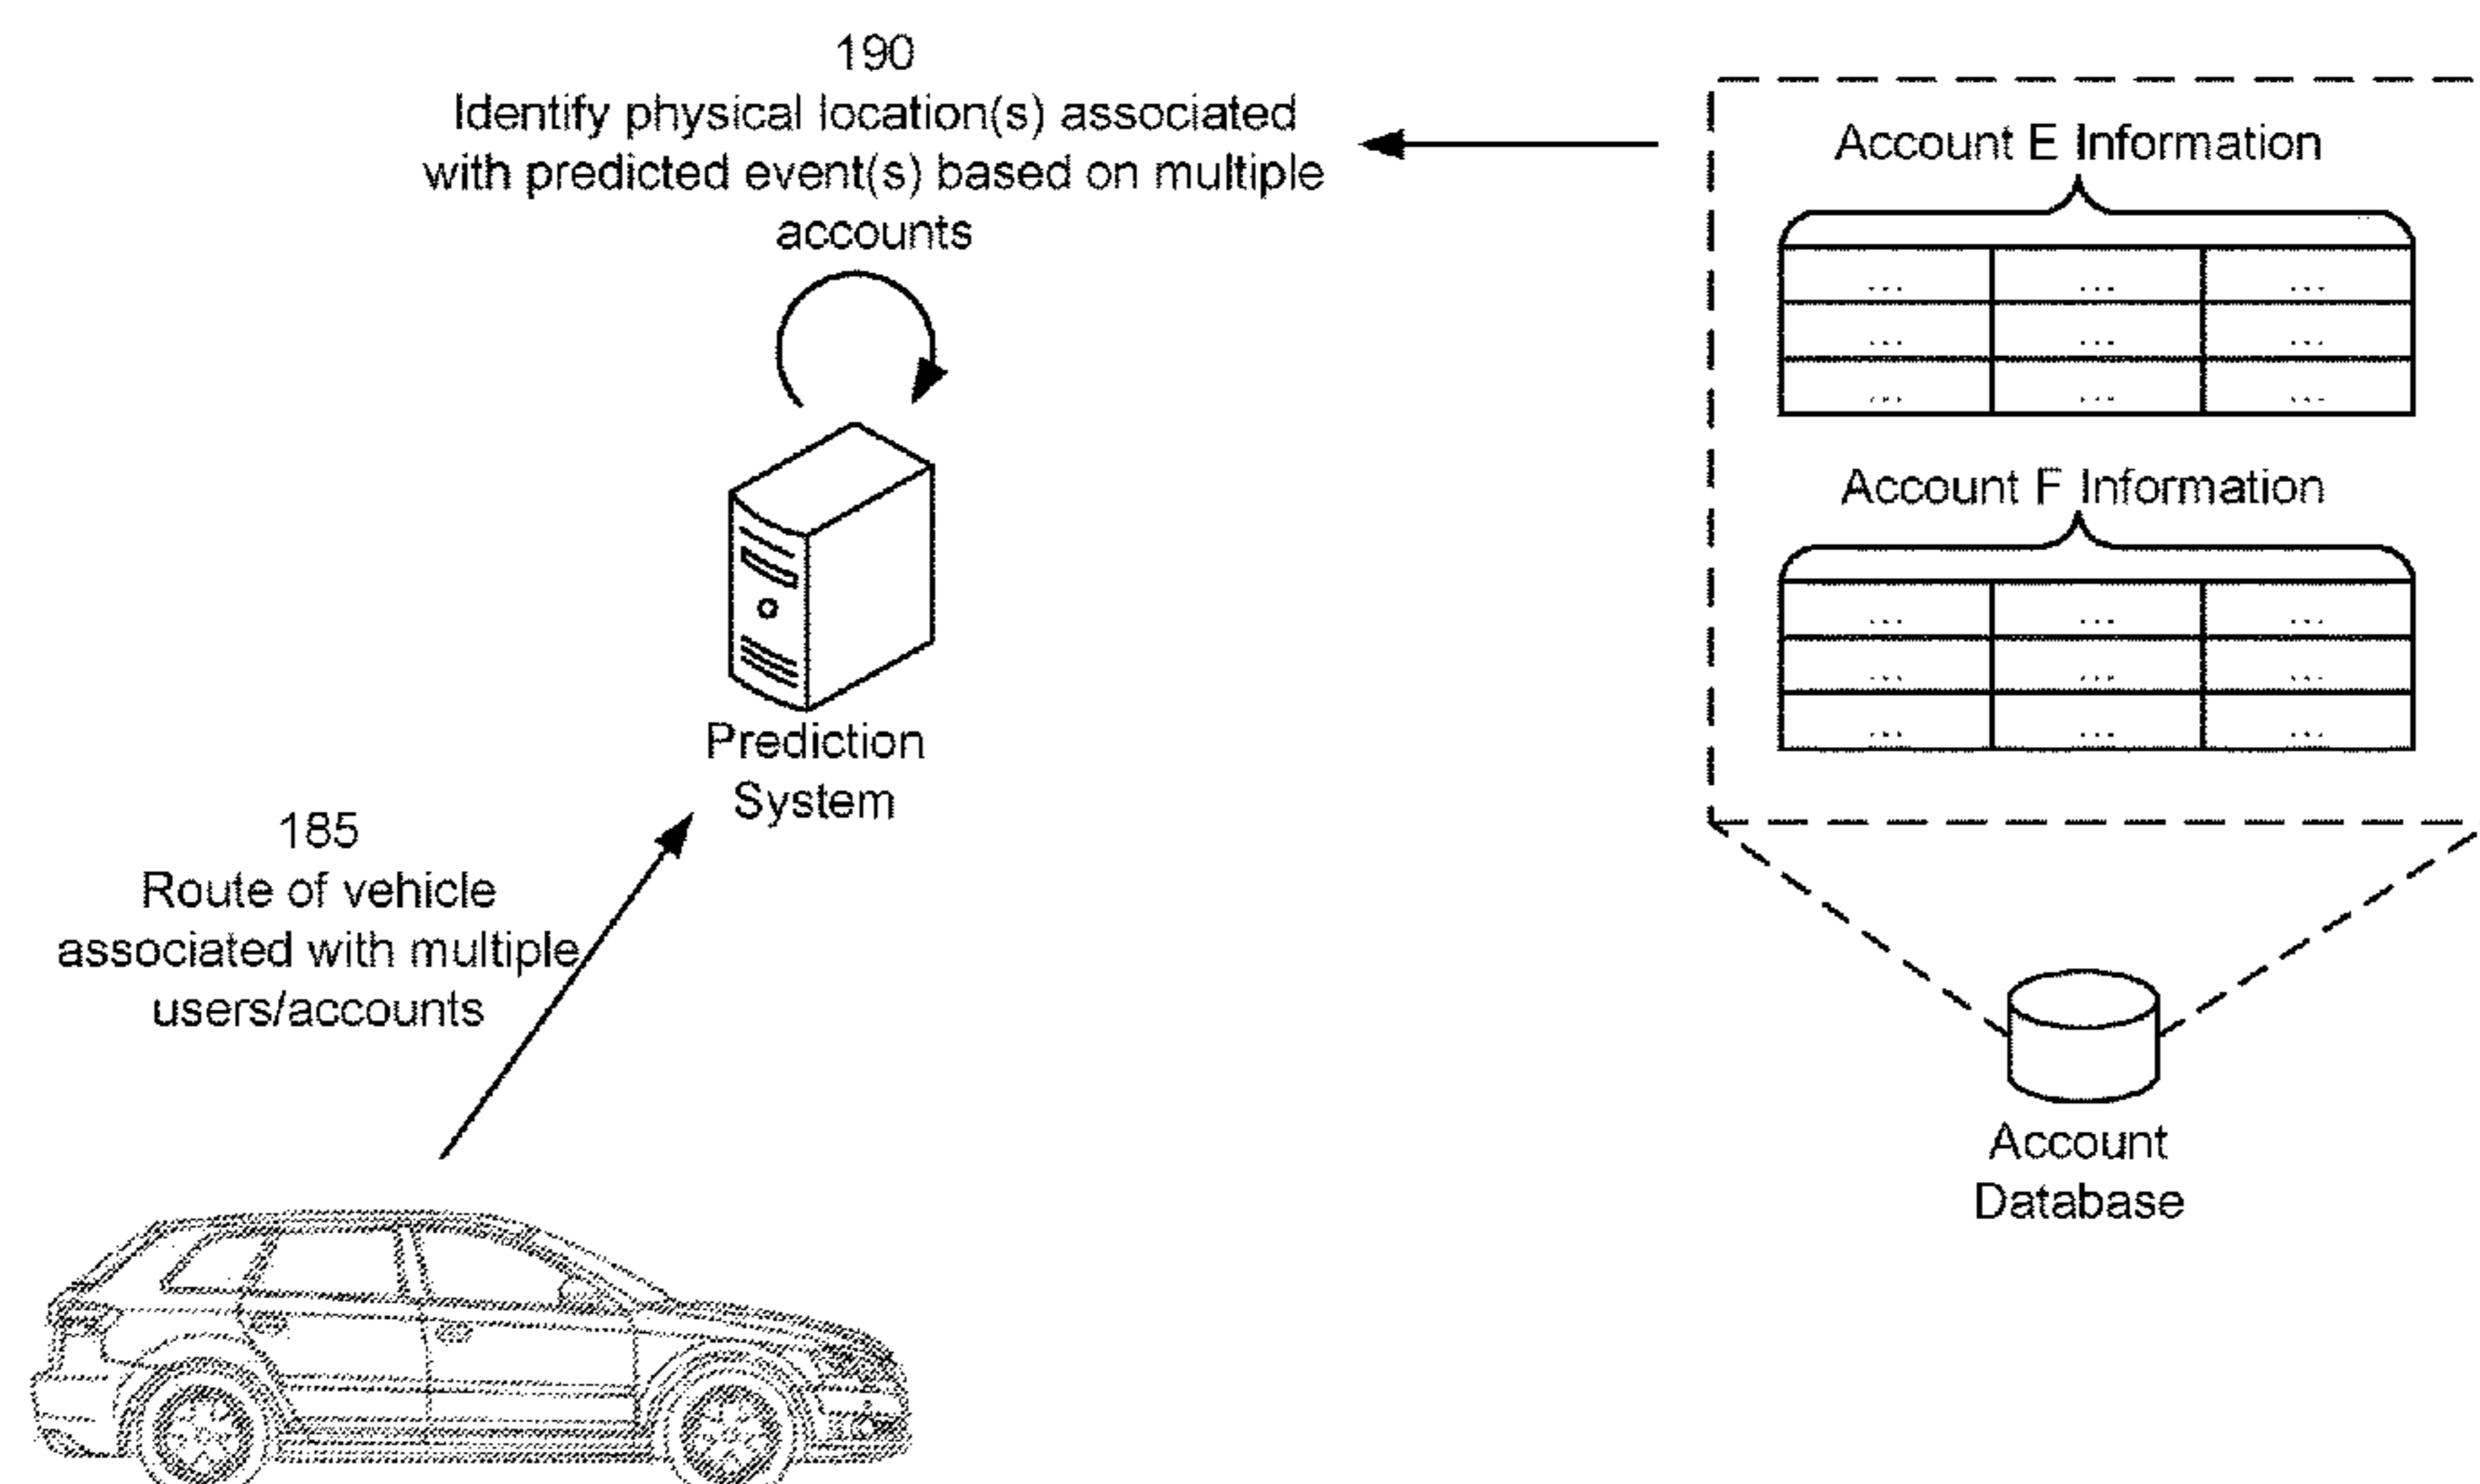 190
Identify physical location(s) associated
with predicted event(s) based on multiple
accounts
Account E Information
... ... ...
... ... ...
... ... ...
Account F Information
... ... ...
... ... ...
... ... ...
Prediction
System
185
Route of vehicle
associated with multiple
users/accounts
Account
Database